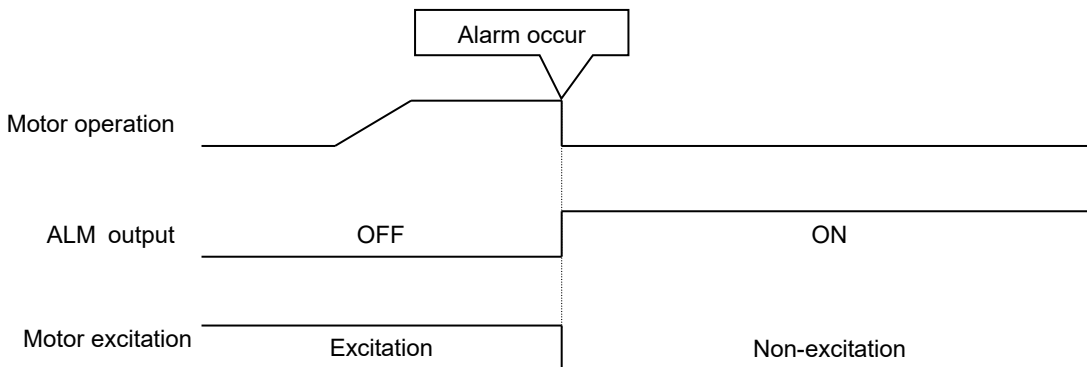 Alarm occur
Motor operation
ALM output
OFF
ON
Motor excitation
Excitation
Non-excitation